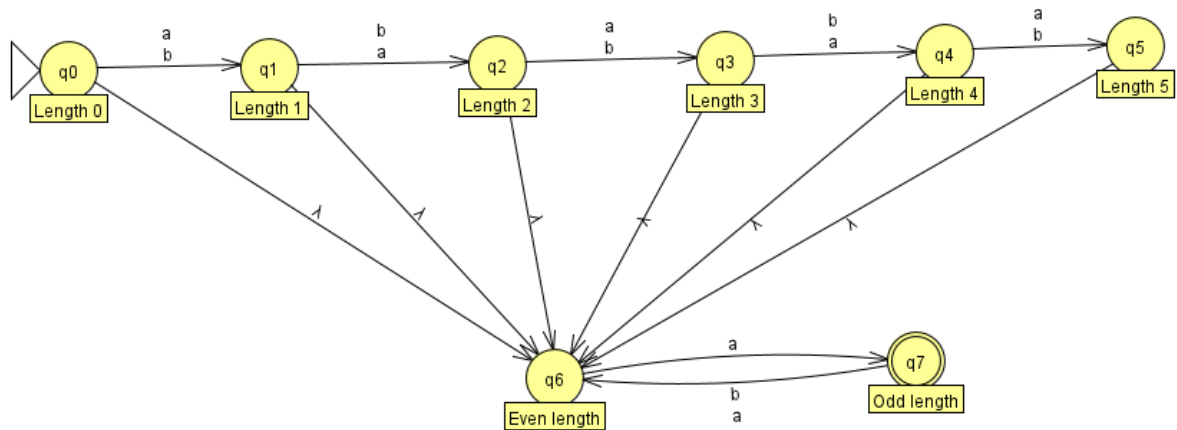 a
b
b
a
a
b
b
a
a
b
q0
q1
q2
q3
q4
q5
Length 0
Length 1
Length 2
Length 3
Length 4
Length 5
λ
λ
λ
λ
λ
λ
a
q6
q7
b
a
Even length
Odd length